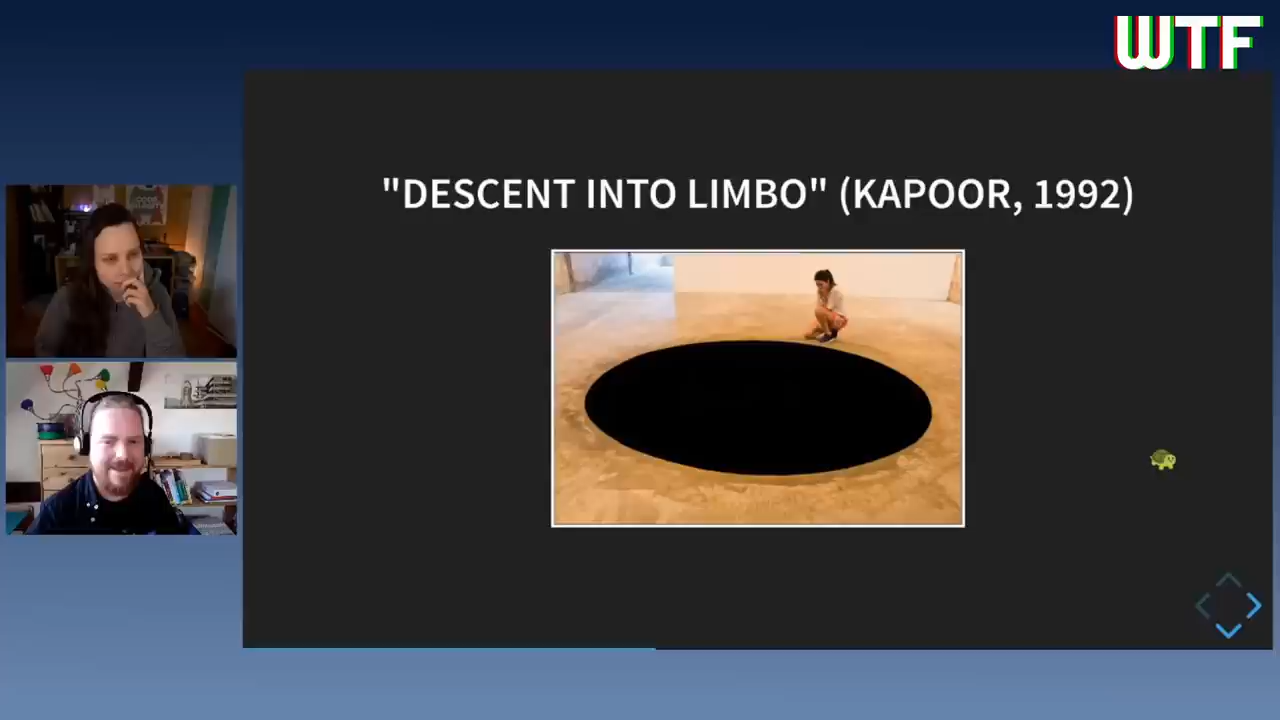 WTF
"DESCENT INTO LIMBO" (KAPOOR, 1992)